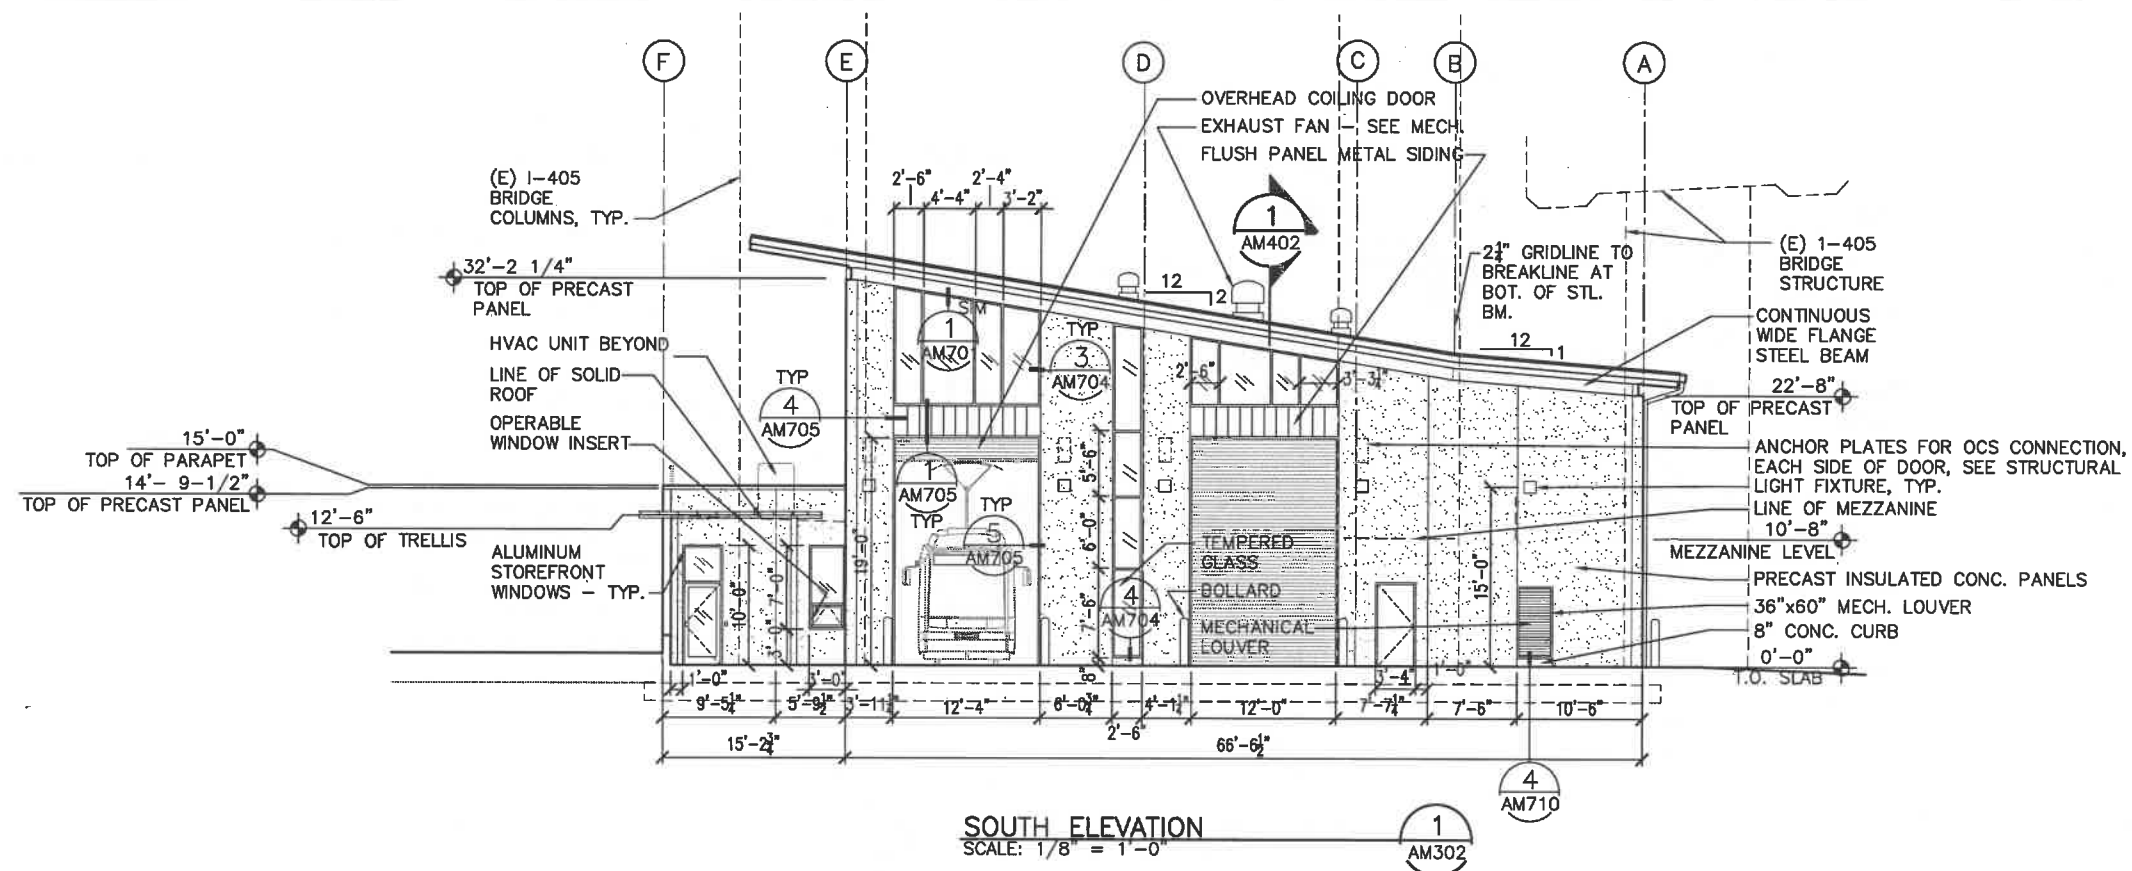 F
E
D
C
B
A
OVERHEAD COILING DOOR
EXHAUST FAN – SEE MECH.
FLUSH PANEL METAL SIDING
(E) I-405
BRIDGE
COLUMNS, TYP.
2'-6"
4'-4"
2'-4"
3'-2"
1
AM402
2¼" GRIDLINE TO
BREAKLINE AT
BOT. OF STL.
BM.
(E) 1-405
BRIDGE
STRUCTURE
32'-2 1/4"
TOP OF PRECAST
PANEL
12
2
12
1
CONTINUOUS
WIDE FLANGE
STEEL BEAM
SIM
1
AM701
TYP
3
AM704
HVAC UNIT BEYOND
LINE OF SOLID
ROOF
OPERABLE
WINDOW INSERT
TYP
4
AM705
2'-6"
3'-3½"
22'-8"
TOP OF PRECAST
PANEL
15'-0"
TOP OF PARAPET
14'- 9-1/2"
TOP OF PRECAST PANEL
12'-6"
TOP OF TRELLIS
1
AM705
TYP
TYP
5
AM705
5'-6"
6'-0"
7'-6"
8"
19'-0"
ANCHOR PLATES FOR OCS CONNECTION,
EACH SIDE OF DOOR, SEE STRUCTURAL
LIGHT FIXTURE, TYP.
LINE OF MEZZANINE
10'-8"
MEZZANINE LEVEL
ALUMINUM
STOREFRONT
WINDOWS – TYP.
10'-0"
7'-0"
3'-0"
TEMPERED
GLASS
BOLLARD
4
AM704
MECHANICAL
LOUVER
15'-0"
PRECAST INSULATED CONC. PANELS
36"x60" MECH. LOUVER
8" CONC. CURB
0'-0"
T.O. SLAB
1'-0"
3'-0"
3'-4"
1'-0"
9'-5¼"
5'-9½"
12'-4"
6'-0¾"
2'-6"
4'-1½"
12'-0"
7'-7¼"
7'-6"
10'-6"
15'-2¾"
66'-6½"
4
AM710
SOUTH ELEVATION
SCALE: 1/8" = 1'-0"
1
AM302